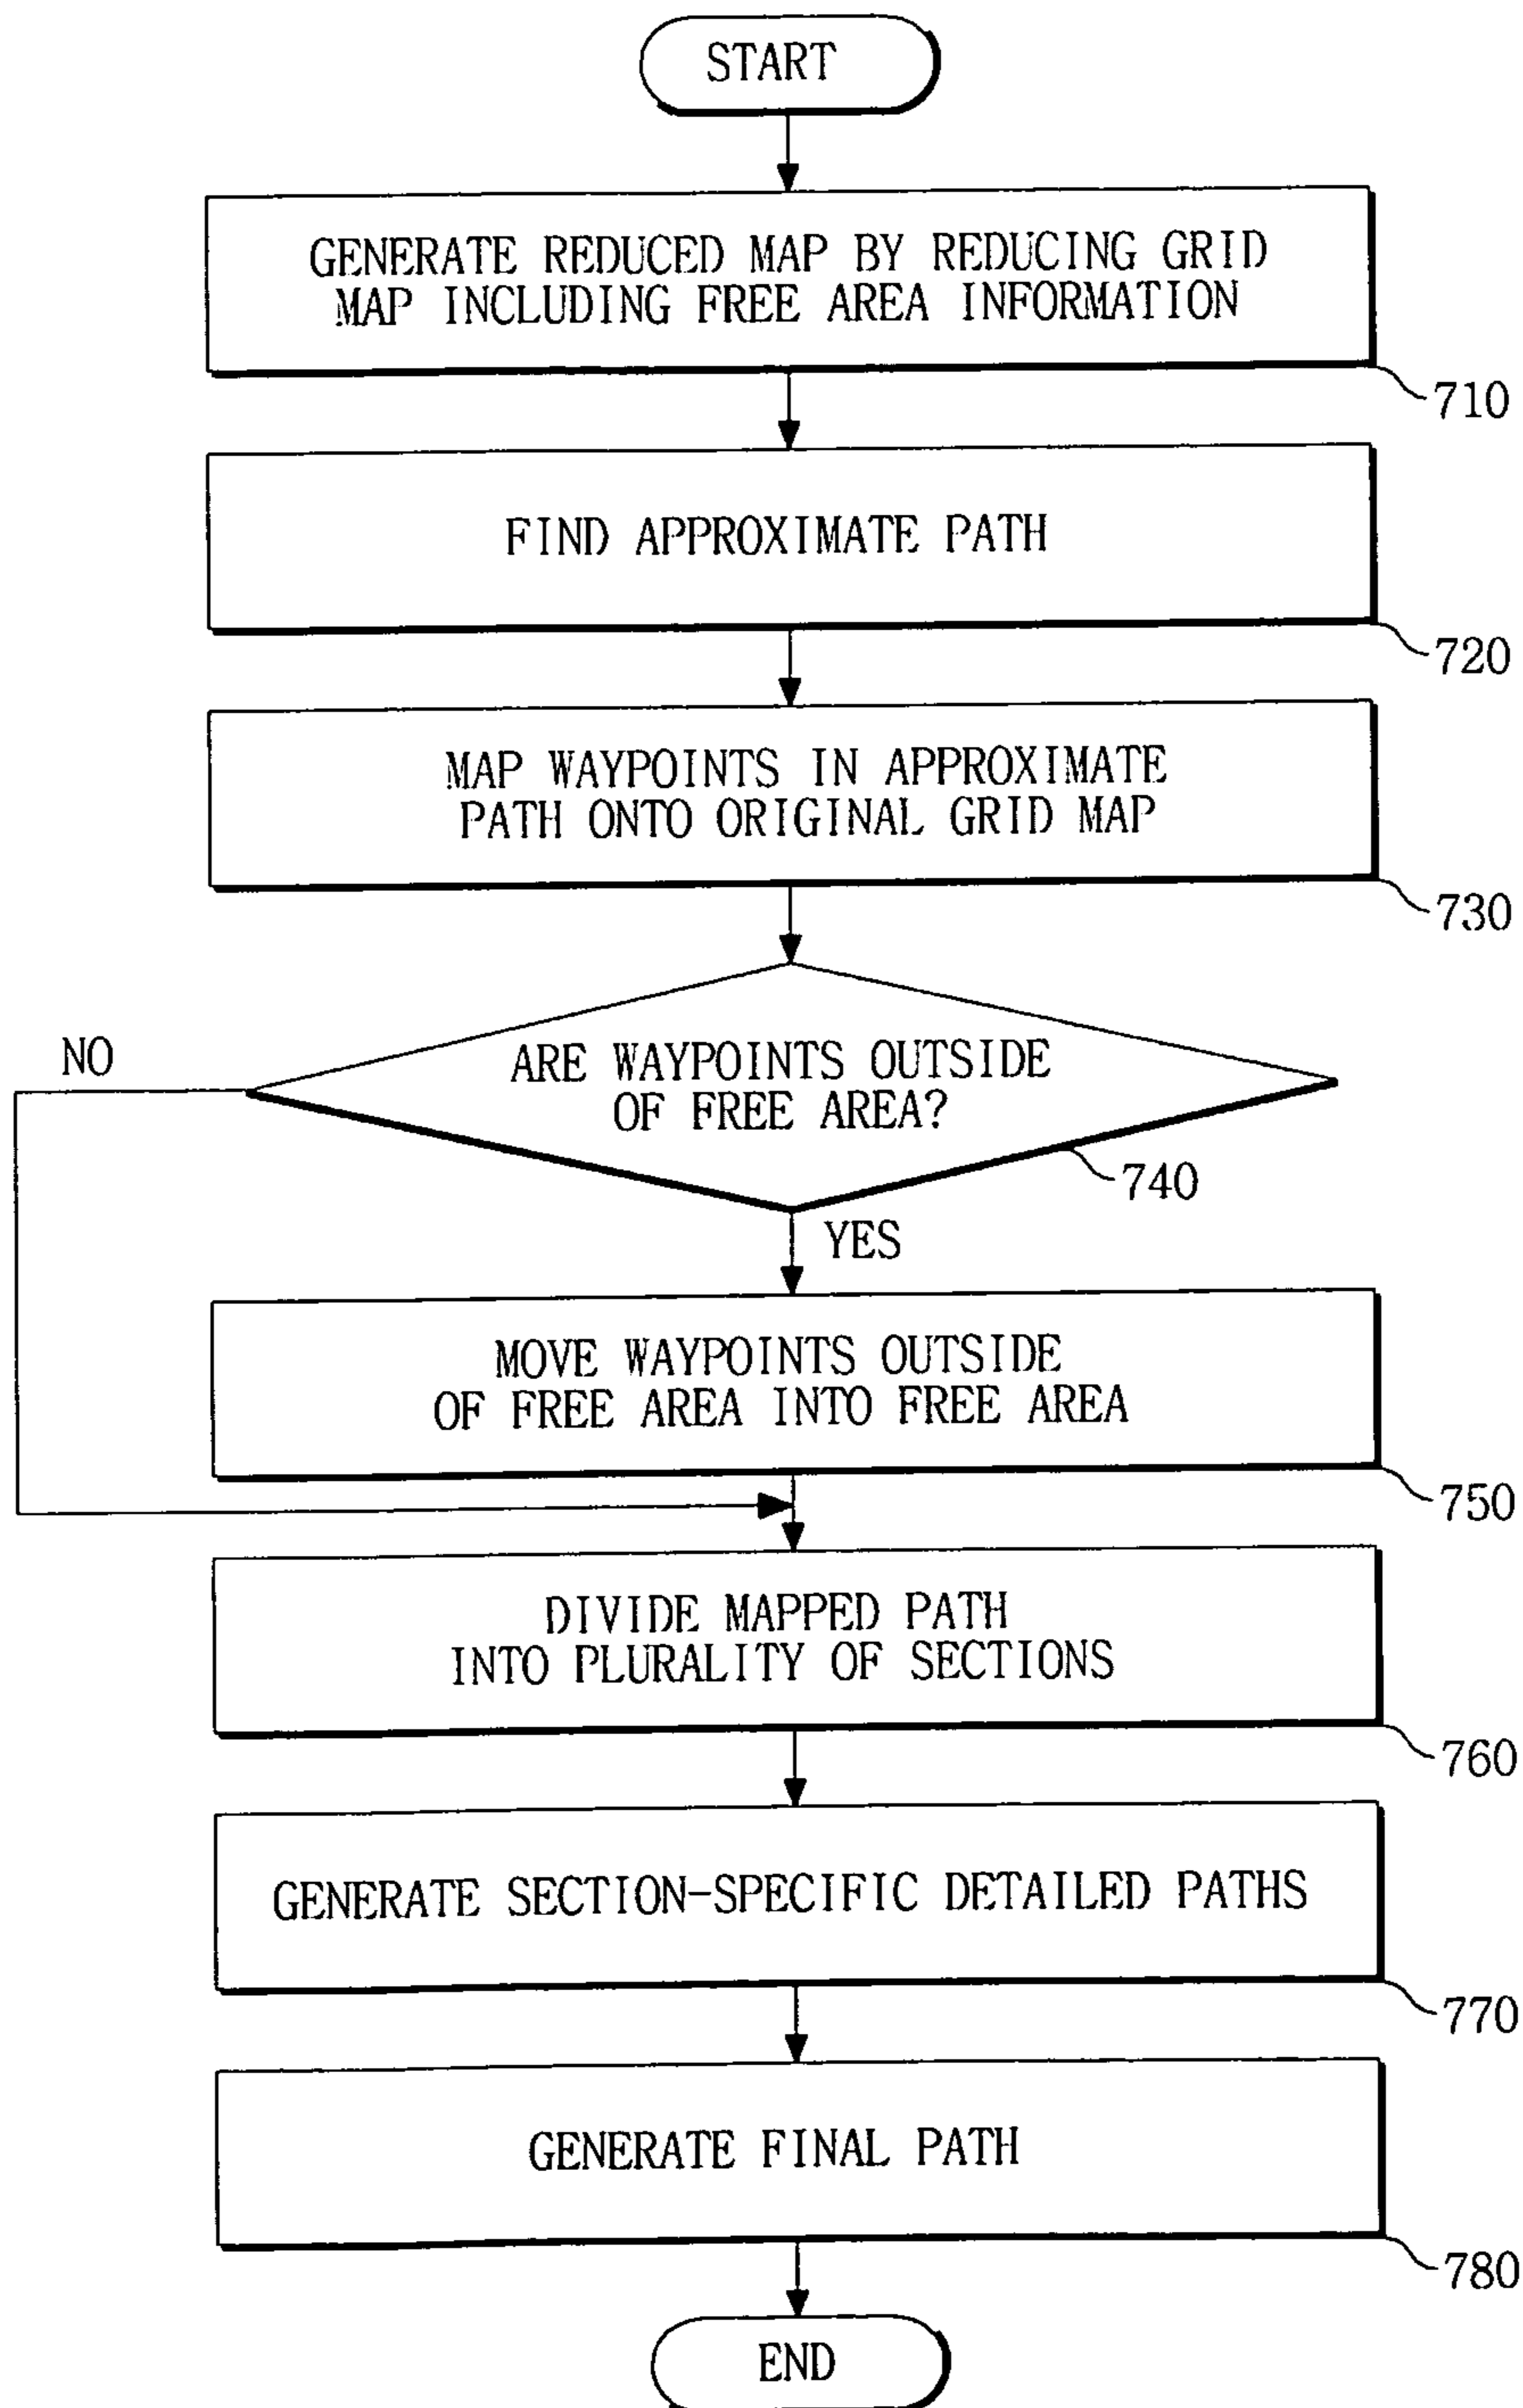 START
GENERATE REDUCED MAP BY REDUCING GRID
MAP INCLUDING FREE AREA INFORMATION
710
FIND APPROXIMATE PATH
720
MAP WAYPOINTS IN APPROXIMATE
PATH ONTO ORIGINAL GRID MAP
730
NO
ARE WAYPOINTS OUTSIDE
OF FREE AREA?
740
YES
MOVE WAYPOINTS OUTSIDE
OF FREE AREA INTO FREE AREA
750
DIVIDE MAPPED PATH
INTO PLURALITY OF SECTIONS
760
GENERATE SECTION-SPECIFIC DETAILED PATHS
770
GENERATE FINAL PATH
780
END